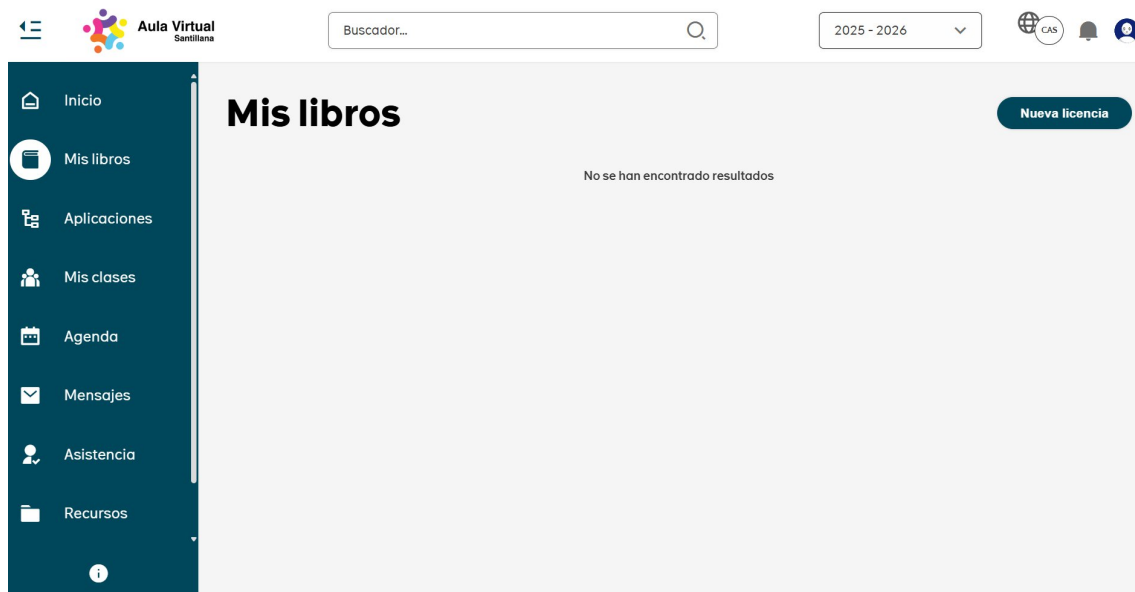 Aula Virtual
Santillana
Buscador...
2025 - 2026
CAS
Inicio
Mis libros
Aplicaciones
Mis clases
Agenda
Mensajes
Asistencia
Recursos
Mis libros
Nueva licencia
No se han encontrado resultados